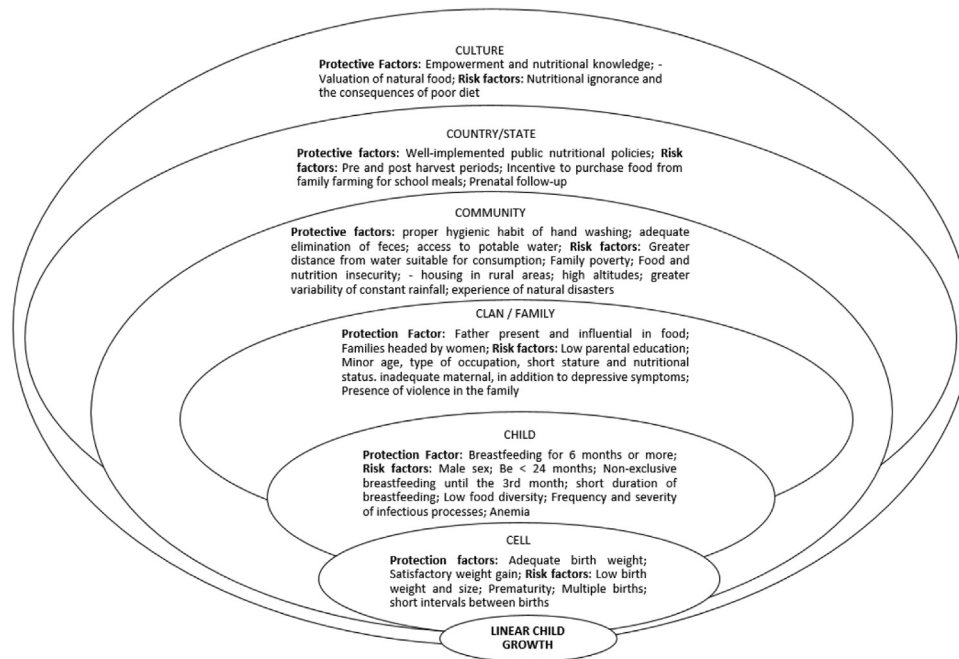 CULTURE
Protective Factors: Empowerment and nutritional knowledge; -
Valuation of natural food; Risk factors: Nutritional ignorance and
the consequences of poor diet
COUNTRY/STATE
Protective factors: Well-implemented public nutritional policies; Risk
factors: Pre and post harvest periods; Incentive to purchase food from
family farming for school meals; Prenatal follow-up
COMMUNITY
Protective factors: proper hygienic habit of hand washing; adequate
elimination of feces; access to potable water; Risk factors: Greater
distance from water suitable for consumption; Family poverty; Food and
nutrition insecurity; - housing in rural areas; high altitudes; greater
variability of constant rainfall; experience of natural disasters
CLAN / FAMILY
Protection Factor: Father present and influential in food;
Families headed by women; Risk factors: Low parental education;
Minor age, type of occupation, short stature and nutritional
status. inadequate maternal, in addition to depressive symptoms;
Presence of violence in the family
CHILD
Protection Factor: Breastfeeding for 6 months or more;
Risk factors: Male sex; Be < 24 months; Non-exclusive
breastfeeding until the 3rd month; short duration of
breastfeeding; Low food diversity; Frequency and severity
of infectious processes; Anemia
CELL
Protection factors: Adequate birth weight;
Satisfactory weight gain; Risk factors: Low birth
weight and size; Prematurity; Multiple births;
short intervals between births
LINEAR CHILD
GROWTH